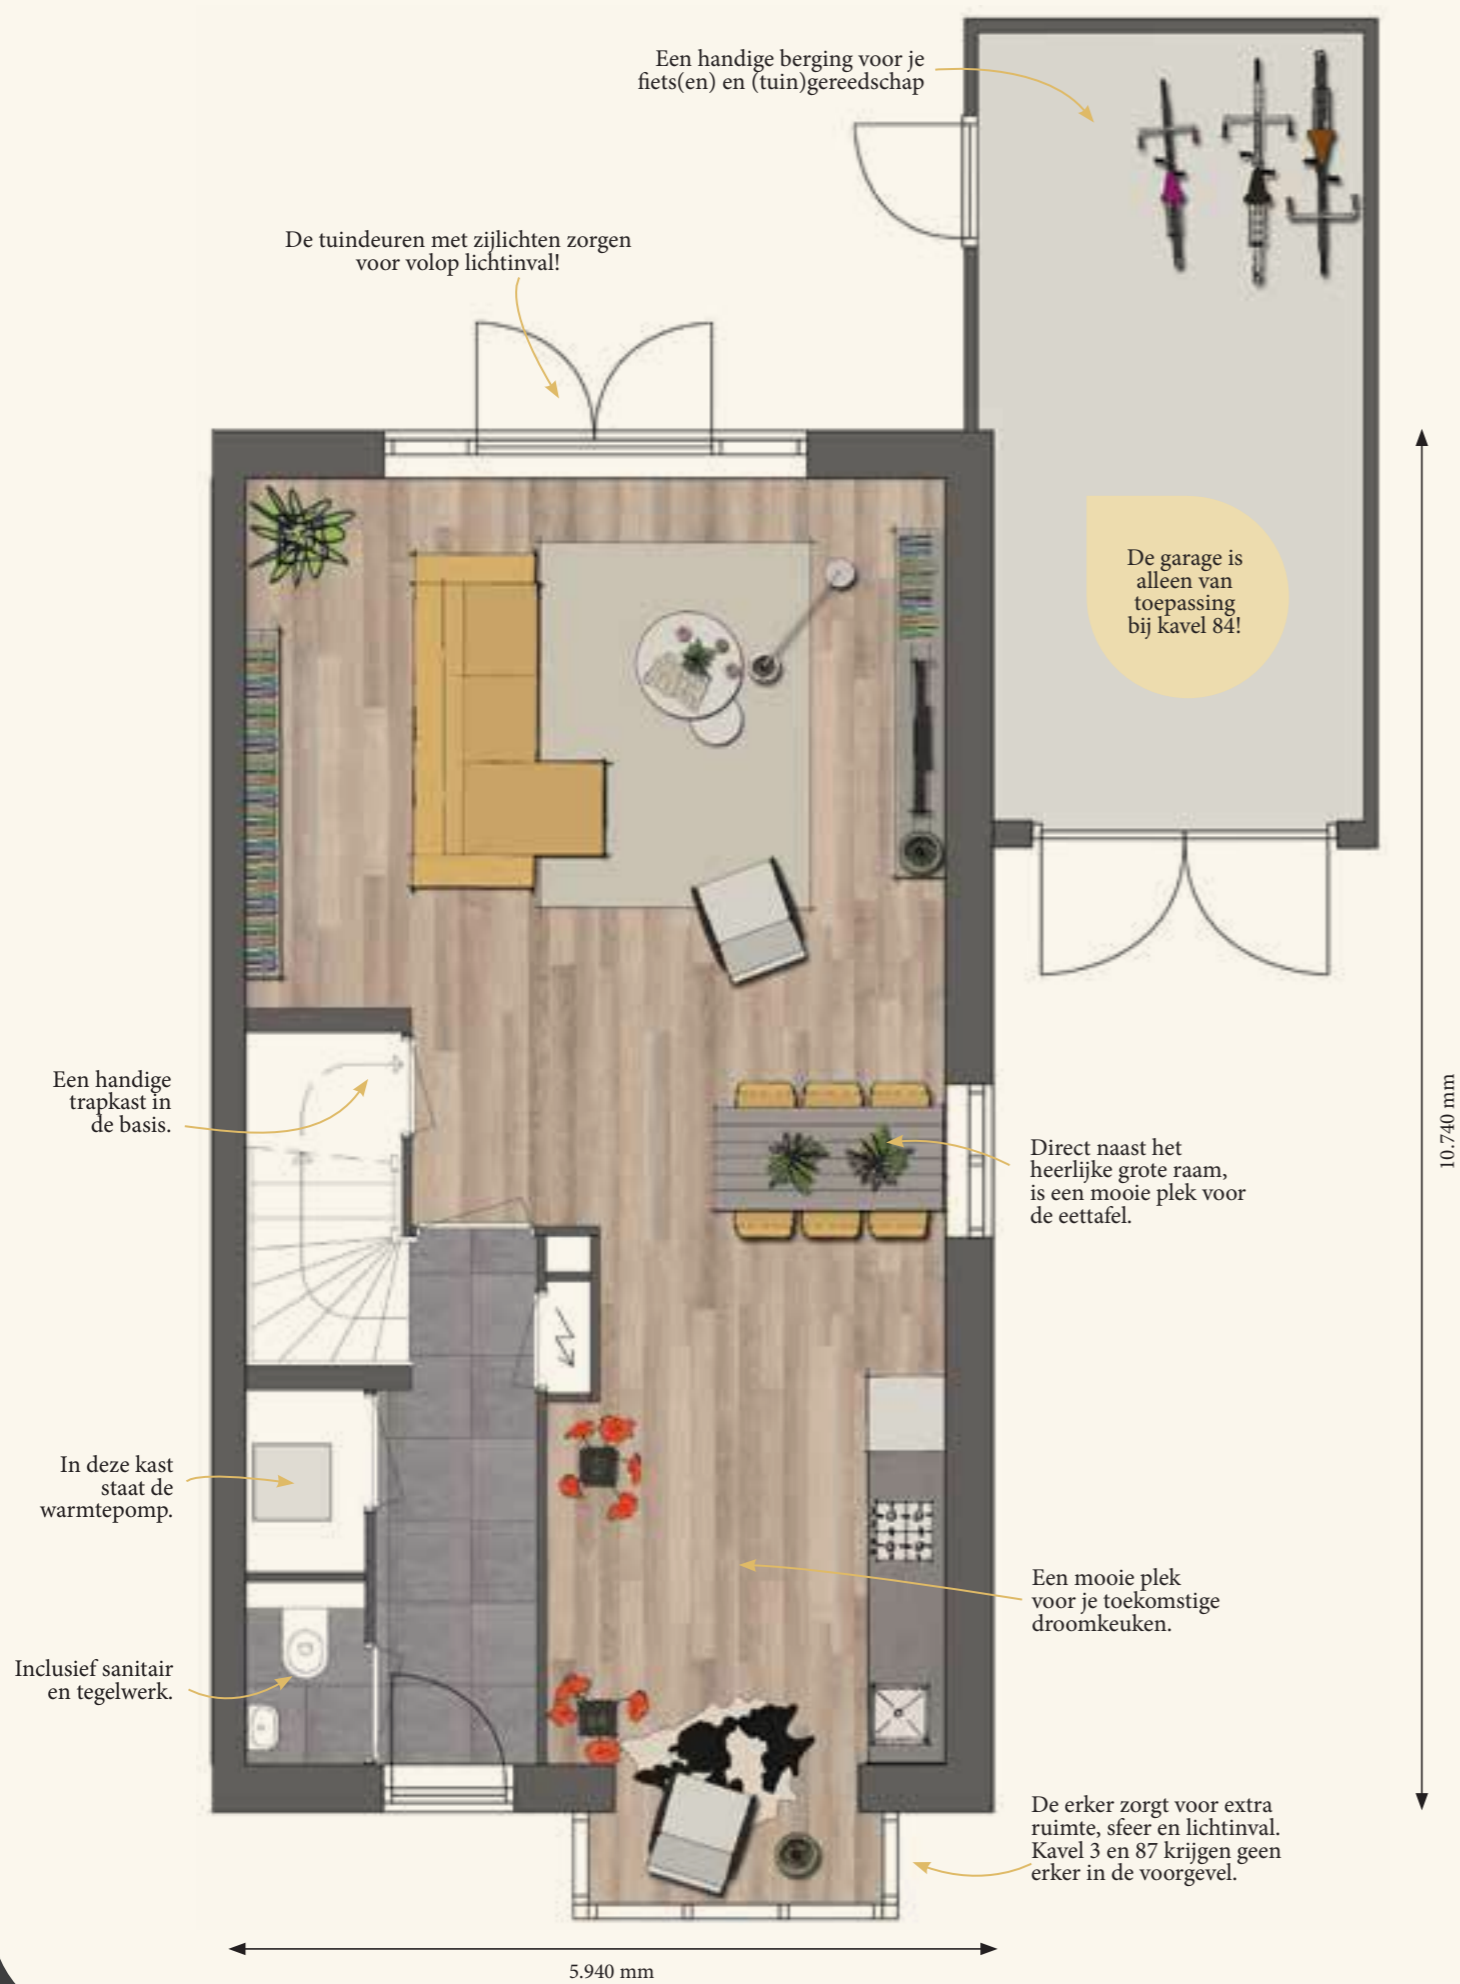 Een handige berging voor je
fiets(en) en (tuin)gereedschap
De tuindeuren met zijlichten zorgen
voor volop lichtinval!
De garage is
alleen van
toepassing
bij kavel 84!
Een handige
trapkast in
de basis.
10.740 mm
Direct naast het
heerlijke grote raam,
is een mooie plek voor
de eettafel.
In deze kast
staat de
warmtepomp.
Een mooie plek
voor je toekomstige
droomkeuken.
Inclusief sanitair
en tegelwerk.
De erker zorgt voor extra
ruimte, sfeer en lichtinval.
Kavel 3 en 87 krijgen geen
erker in de voorgevel.
5.940 mm